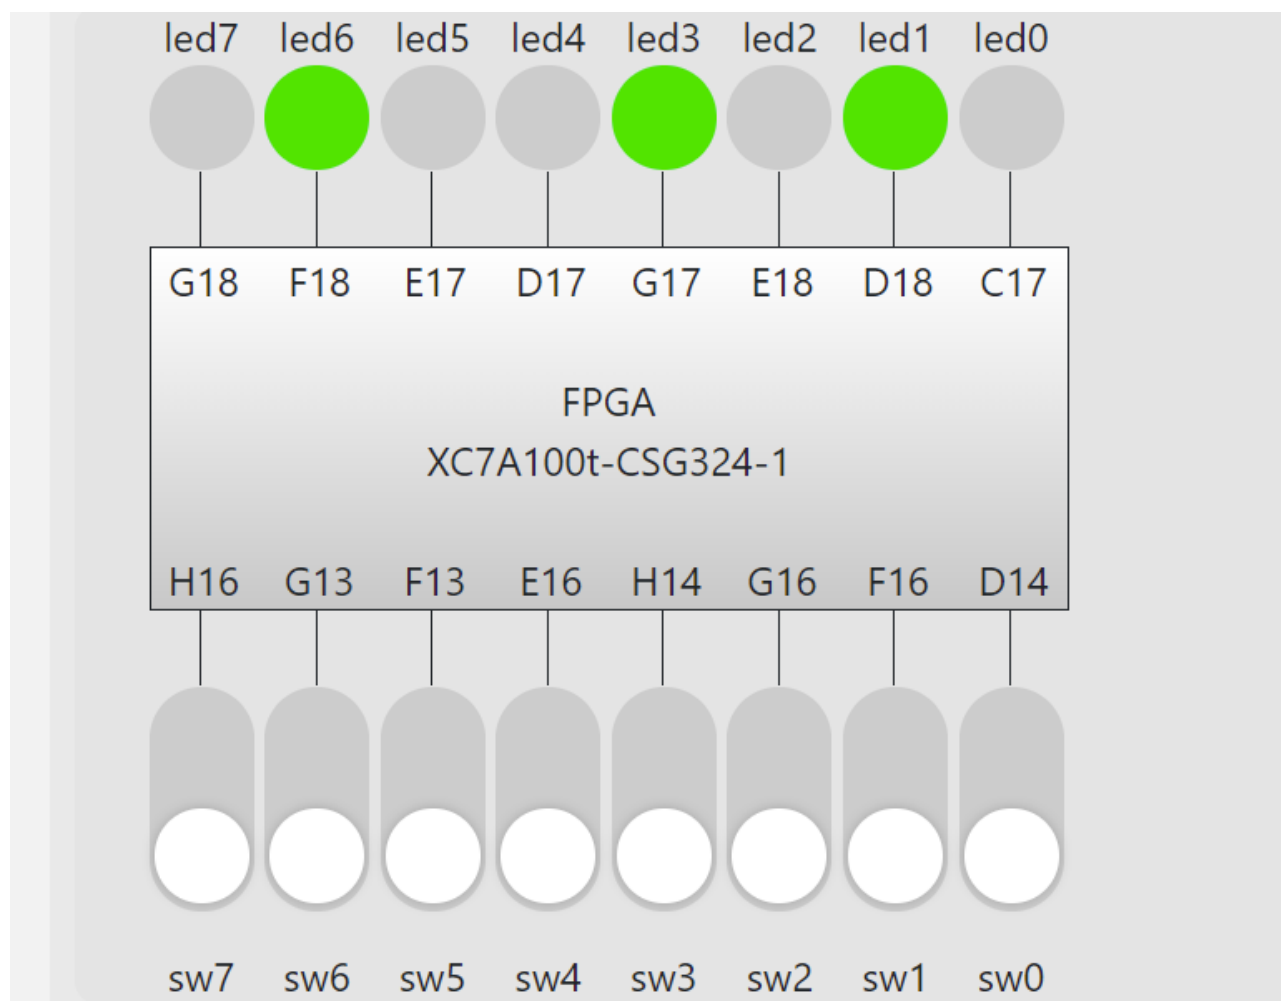 led7 led6 led5 led4 led3 led2 led1 led0
G18 F18 E17 D17 G17 E18 D18 C17
FPGA
XC7A100t-CSG324-1
H16 G13 F13 E16 H14 G16 F16 D14
sw7 sw6 sw5 sw4 sw3 sw2 sw1 sw0